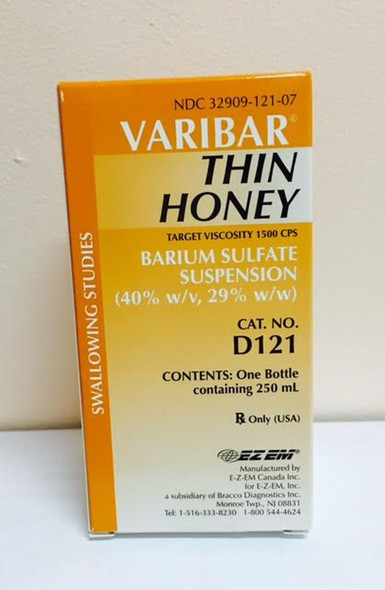 NDC 32909-121-07
VARIBAR®
THIN
HONEY
TARGET VISCOSITY 1500 CPS
BARIUM SULFATE
SUSPENSION
(40% w/v, 29% w/w)
CAT. NO.
D121
CONTENTS: One Bottle
containing 250 mL
℞ Only (USA)
EZEM®
Manufactured by
E-Z-EM Canada Inc.
for E-Z-EM, Inc.
a subsidiary of Bracco Diagnostics Inc.
Monroe Twp., NJ 08831
Tel: 1-516-333-8230 1-800 544-4624
SWALLOWING STUDIES